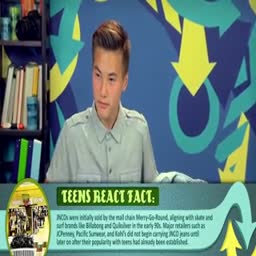 TEENS REACT FACT:
JNCOs were initially sold by the mall chain Merry-Go-Round, aligning with skate and
surf brands like Billabong and Quiksilver in the early 90s. Major retailers such as
JCPenney, Pacific Sunwear, and Kohl's did not begin carrying JNCO jeans until
later on after their popularity with teens had already been established.